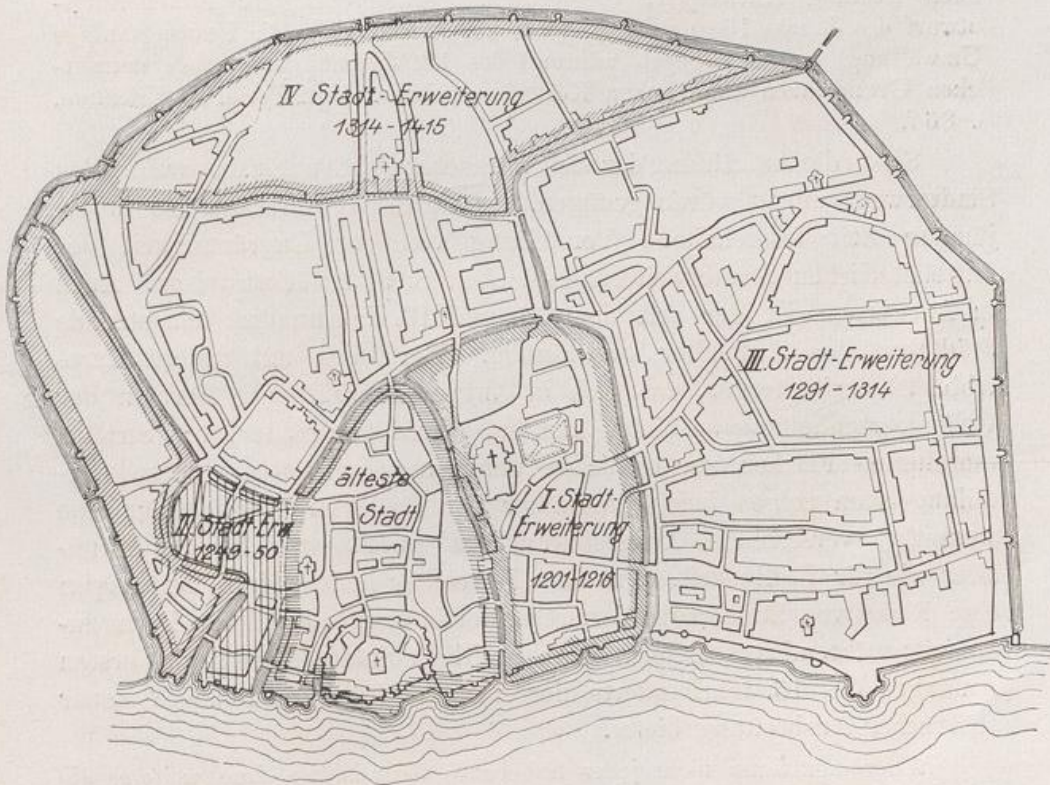 IV Stadt-Erweiterung
1314-1415
III. Stadt-Erweiterung
1291-1314
älteste
Stadt
I. Stadt-
Erweiterung
1201-1216
II. Stadt-Erw.
1249-50